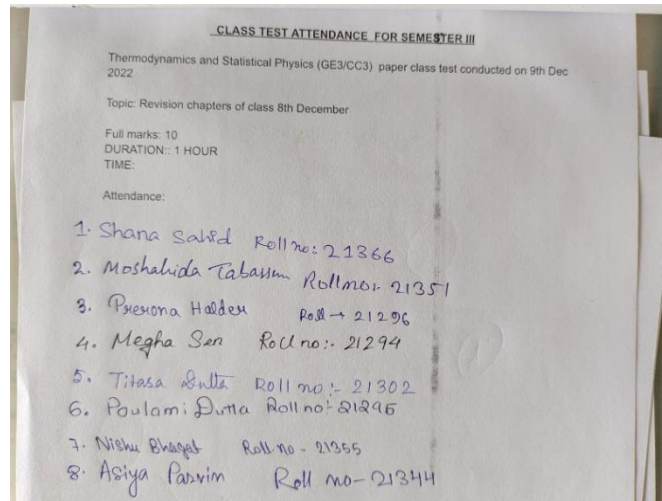 CLASS TEST ATTENDANCE FOR SEMESTER III
Thermodynamics and Statistical Physics (GE3/CC3) paper class test conducted on 9th Dec
2022
Topic: Revision chapters of class 8th December
Full marks: 10
DURATION:: 1 HOUR
TIME:
Attendance:
1. Shana Sahid Roll no: 21366
2. Moshahida Tabassum Roll no:- 21351
3. Prerona Halder Roll → 21296
4. Megha Sen Roll no:- 21294
5. Titasa Dutta Roll no:- 21302
6. Poulami Dutta Roll no:- 21295
7. Nishu Bhagat Roll no - 21355
8. Asiya Parvin Roll no - 21344